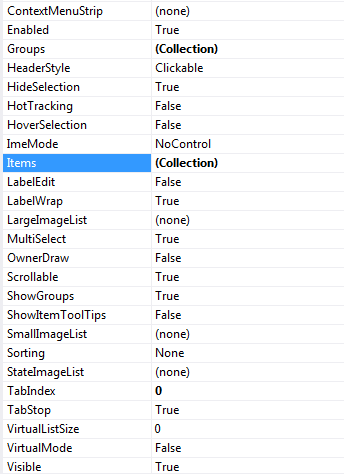 ContextMenuStrip (none)
Enabled True
Groups (Collection)
HeaderStyle Clickable
HideSelection True
HotTracking False
HoverSelection False
ImeMode NoControl
Items (Collection)
LabelEdit False
LabelWrap True
LargeImageList (none)
MultiSelect True
OwnerDraw False
Scrollable True
ShowGroups True
ShowItemToolTips False
SmallImageList (none)
Sorting None
StateImageList (none)
TabIndex 0
TabStop True
VirtualListSize 0
VirtualMode False
Visible True